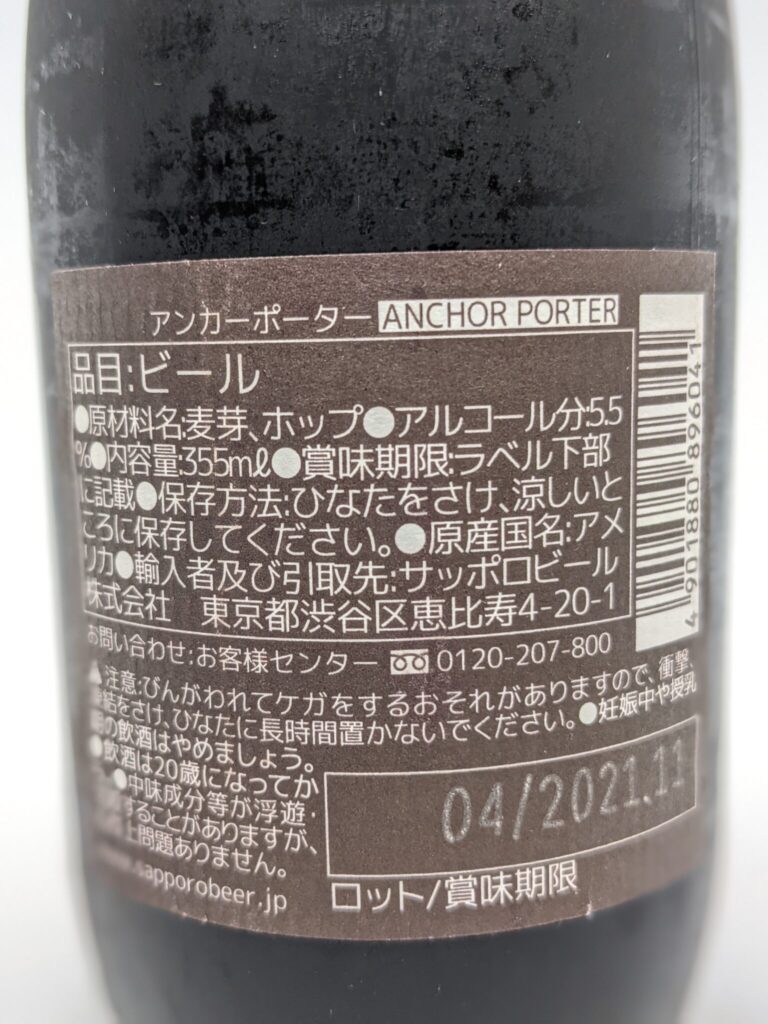 アンカーポーター ANCHOR PORTER
品目:ビール
●原材料名:麦芽、ホップ●アルコール分:5.5
%●内容量:355mℓ●賞味期限:ラベル下部
に記載●保存方法:ひなたをさけ、涼しいと
ころに保存してください。●原産国名:アメ
リカ●輸入者及び引取先:サッポロビール
株式会社 東京都渋谷区恵比寿4-20-1
お問い合わせ:お客様センター 0120-207-800
▲注意:びんがわれてケガをするおそれがありますので、衝撃、
凍結をさけ、ひなたに長時間置かないでください。●妊娠中や授乳
期の飲酒はやめましょう。
●飲酒は20歳になってか
●中味成分等が浮遊・
することがありますが、
上問題ありません。
www.sapporobeer.jp
04/2021.11
ロット/賞味期限
4 901880 896041